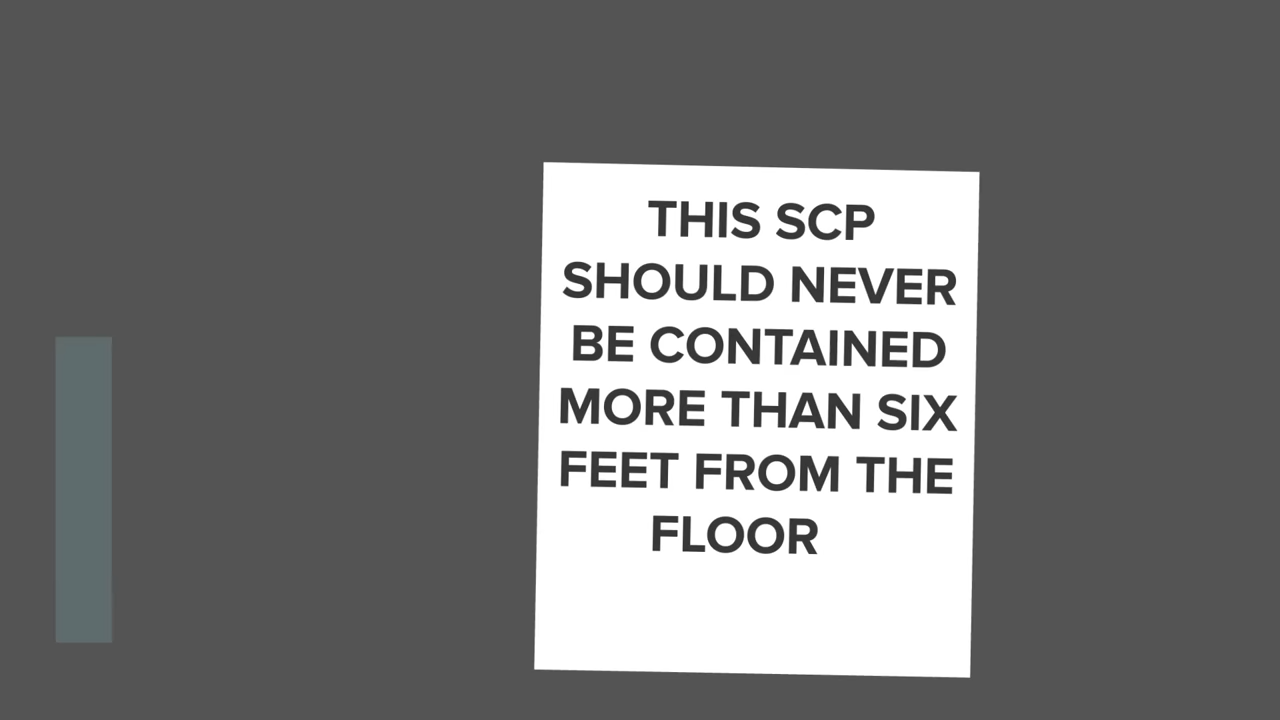 THIS SCP
SHOULD NEVER
BE CONTAINED
MORE THAN SIX
FEET FROM THE
FLOOR